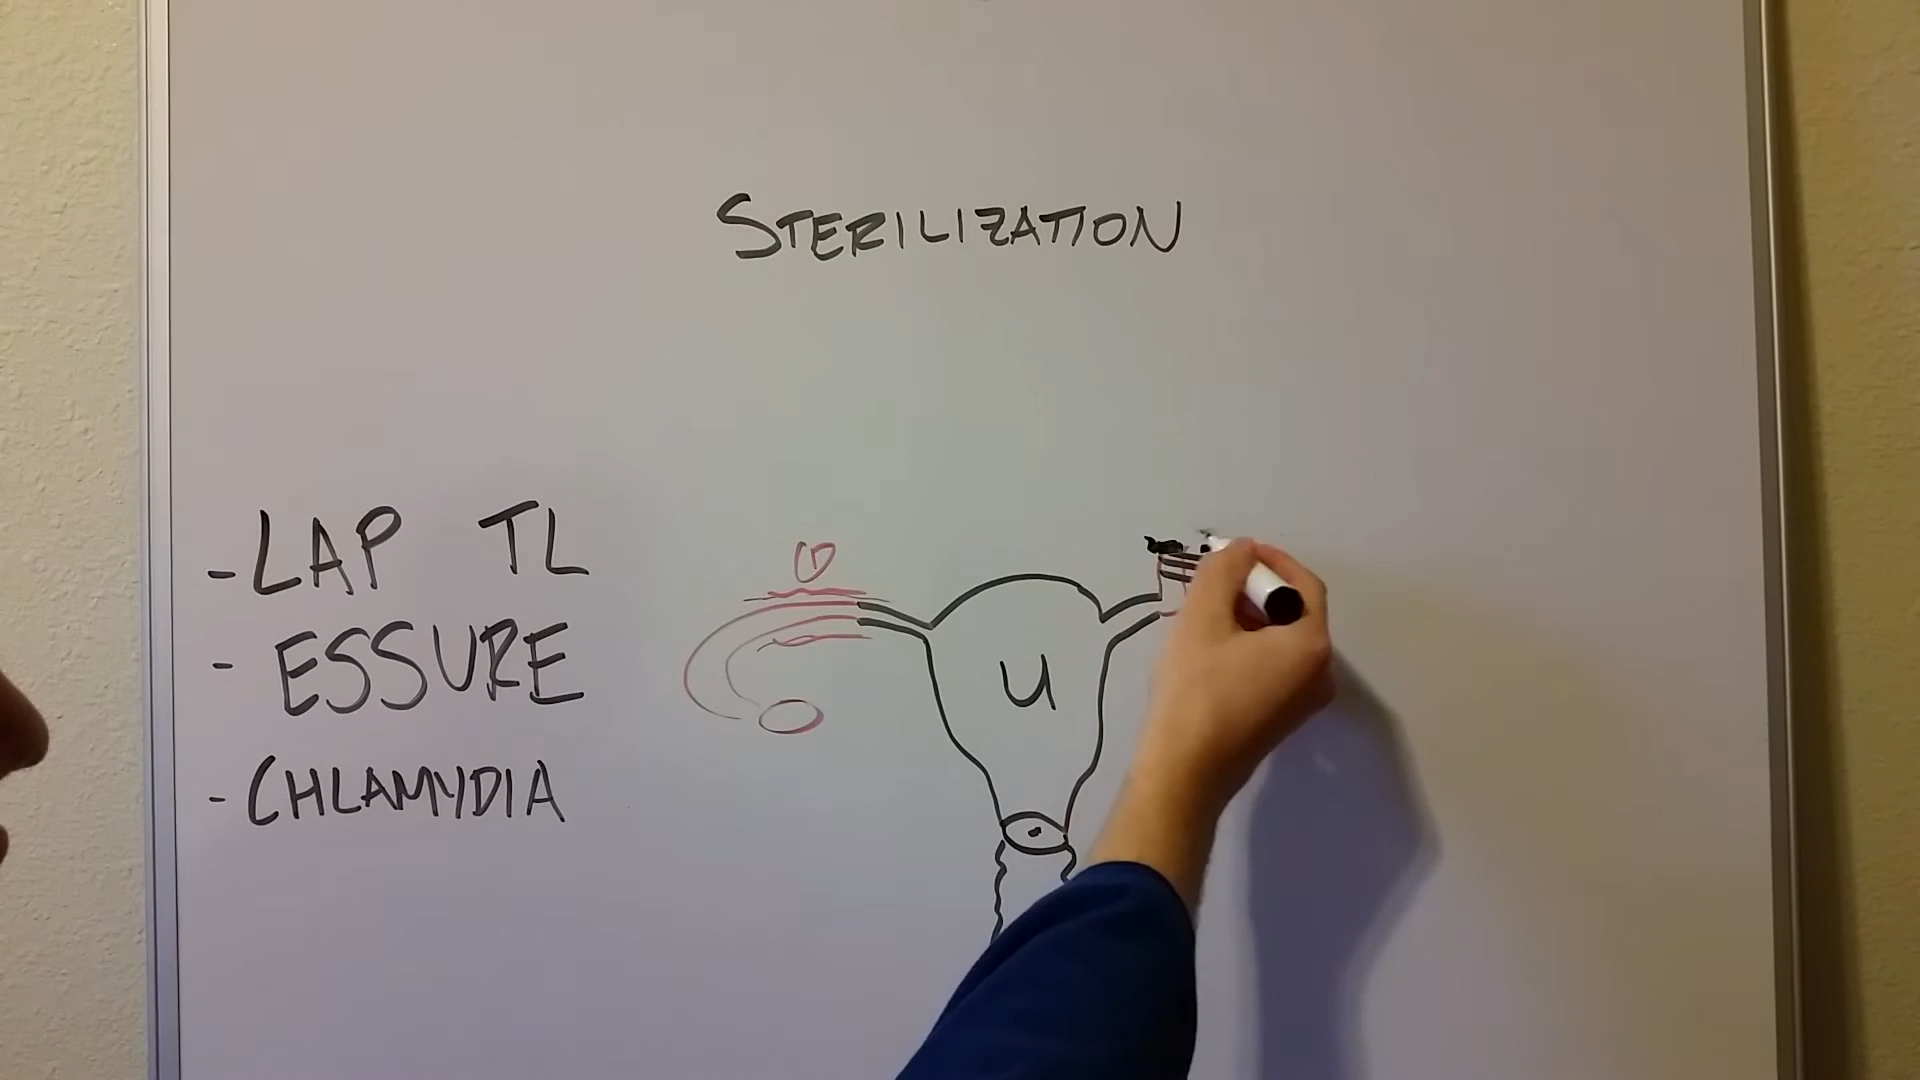 STERILIZATION
- LAP TL
- ESSURE
- CHLAMYDIA
U